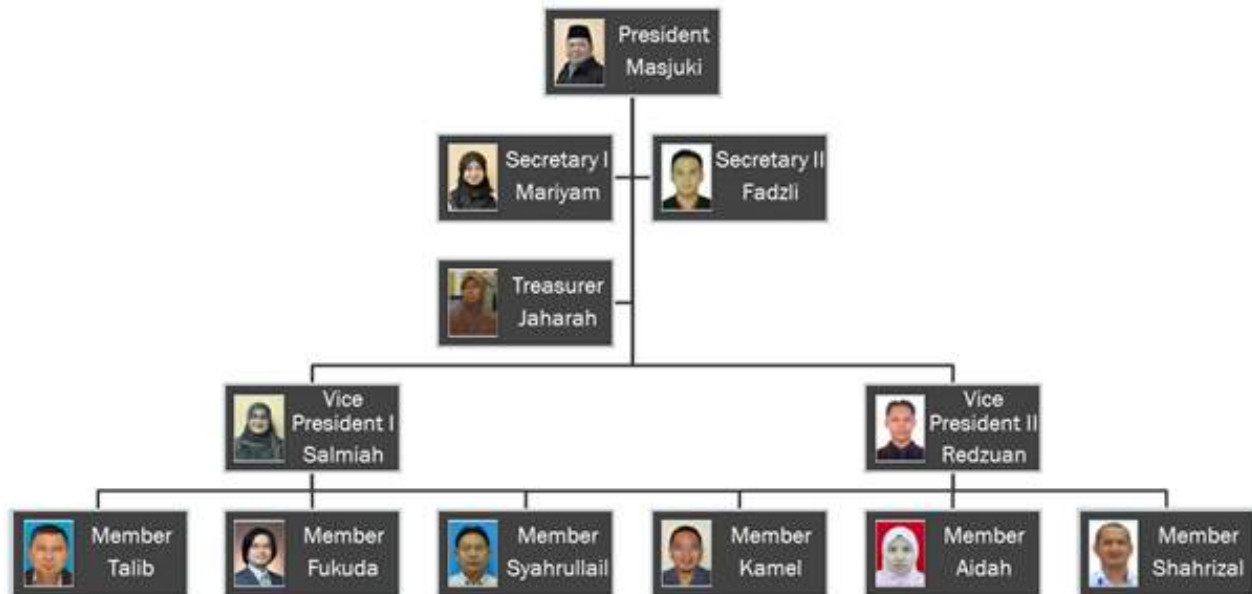 President
Masjuki
Secretary I
Mariyam
Secretary II
Fadzli
Treasurer
Jaharah
Vice
President I
Salmiah
Vice
President II
Redzuan
Member
Talib
Member
Fukuda
Member
Syahrullail
Member
Kamel
Member
Aidah
Member
Shahrizal